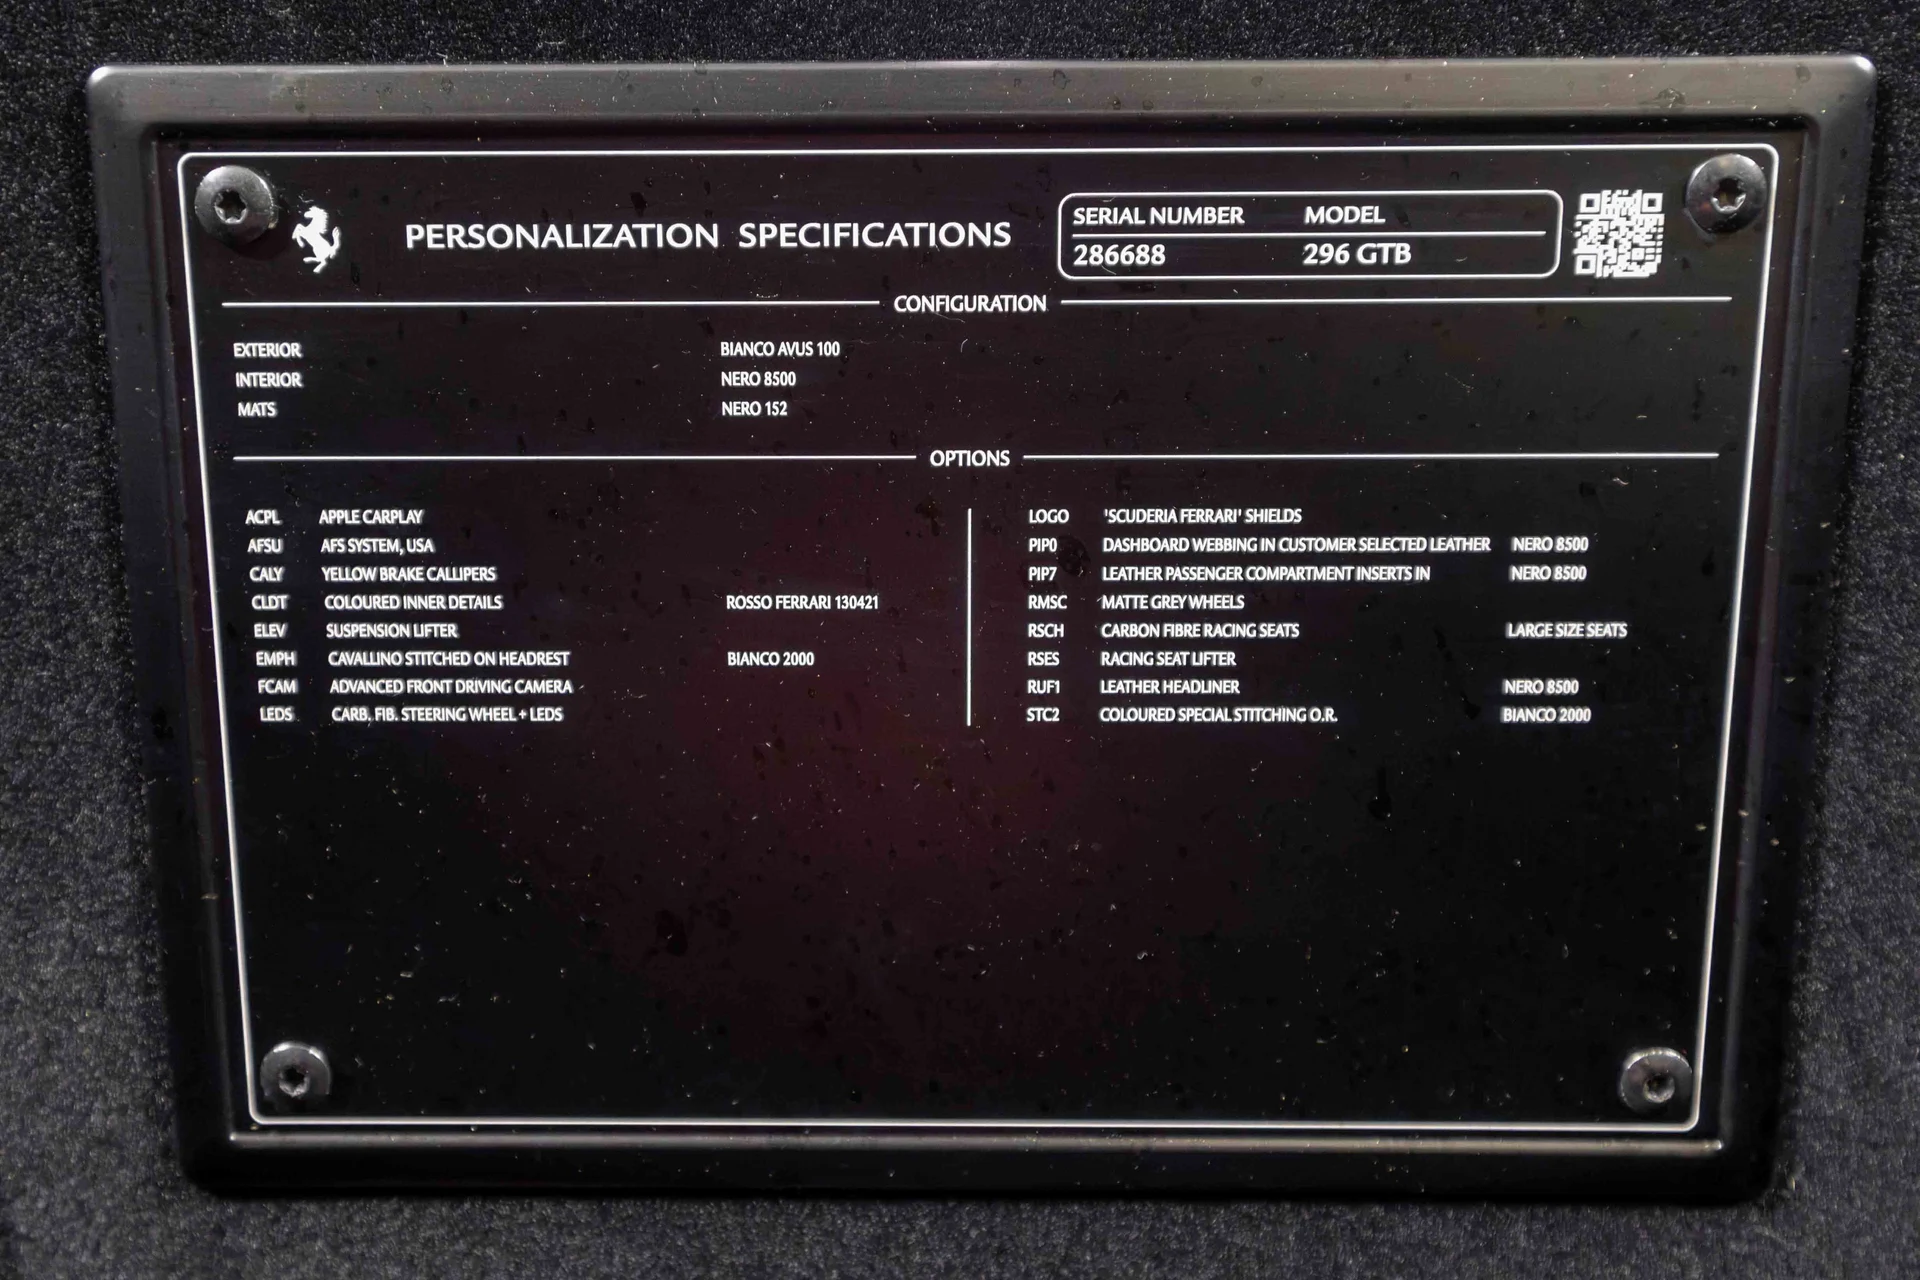 PERSONALIZATION SPECIFICATIONS
SERIAL NUMBER MODEL
286688 296 GTB
CONFIGURATION
EXTERIOR BIANCO AVUS 100
INTERIOR NERO 8500
MATS NERO 152
OPTIONS
ACPL APPLE CARPLAY
AFSU AFS SYSTEM, USA
CALY YELLOW BRAKE CALLIPERS
CLDT COLOURED INNER DETAILS ROSSO FERRARI 130421
ELEV SUSPENSION LIFTER
EMPH CAVALLINO STITCHED ON HEADREST BIANCO 2000
FCAM ADVANCED FRONT DRIVING CAMERA
LEDS CARB. FIB. STEERING WHEEL + LEDS
LOGO 'SCUDERIA FERRARI' SHIELDS
PIP0 DASHBOARD WEBBING IN CUSTOMER SELECTED LEATHER NERO 8500
PIP7 LEATHER PASSENGER COMPARTMENT INSERTS IN NERO 8500
RMSC MATTE GREY WHEELS
RSCH CARBON FIBRE RACING SEATS LARGE SIZE SEATS
RSES RACING SEAT LIFTER
RUF1 LEATHER HEADLINER NERO 8500
STC2 COLOURED SPECIAL STITCHING O.R. BIANCO 2000